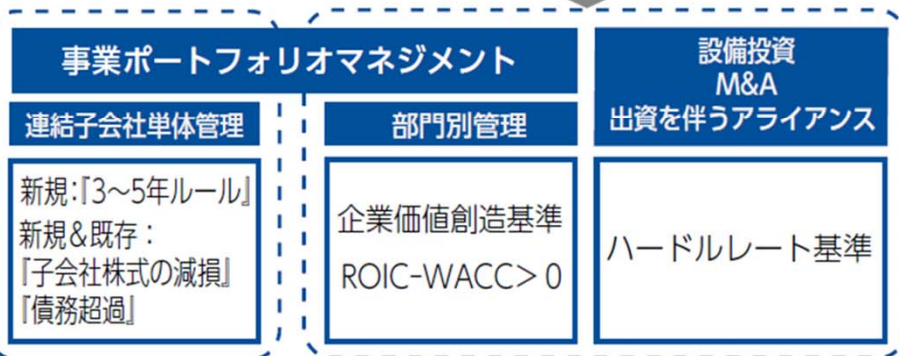 事業ポートフォリオマネジメント
連結子会社単体管理
新規:『3〜5年ルール』
新規&既存:
『子会社株式の減損』
『債務超過』
部門別管理
企業価値創造基準
ROIC-WACC>0
設備投資
M&A
出資を伴うアライアンス
ハードルレート基準